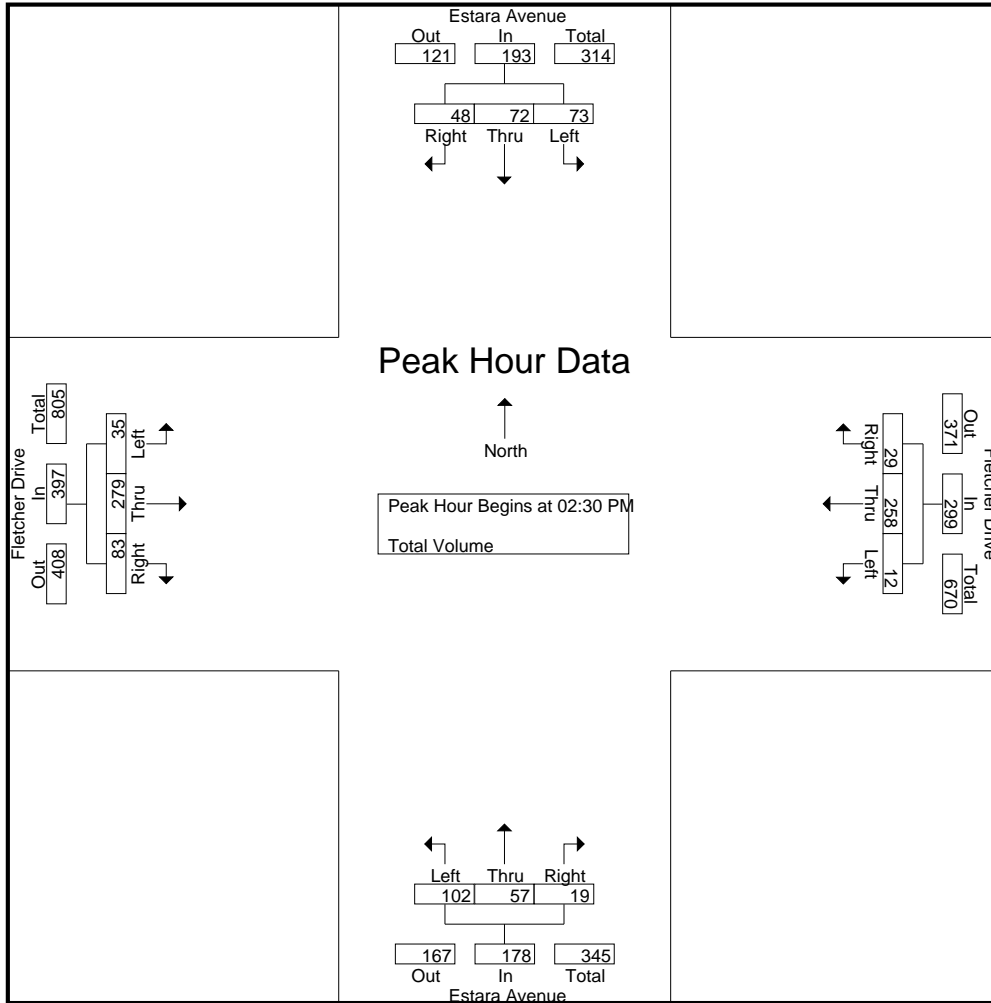 Estara Avenue
Out In Total
121 193 314
48 72 73
Right Thru Left
Peak Hour Data
North
Peak Hour Begins at 02:30 PM
Total Volume
Fletcher Drive
Total In Out
805 397 408
35 279 83
Left Thru Right
Fletcher Drive
Out In Total
371 299 670
29 258 12
Right Thru Left
Left Thru Right
102 57 19
167 178 345
Out In Total
Estara Avenue